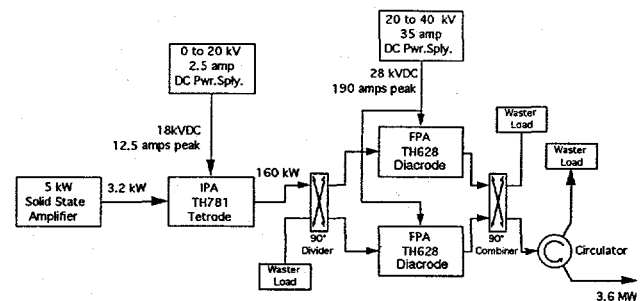 20 to 40 kV
35 amp
DC Pwr.Sply.
0 to 20 kV
2.5 amp
DC Pwr.Sply.
28 kVDC
190 amps peak
18kVDC
12.5 amps peak
Waster
Load
Waster
Load
FPA
TH628
Diacrode
5 kW
Solid State
Amplifier
3.2 kW
IPA
TH781
Tetrode
160 kW
90°
Divider
FPA
TH628
Diacrode
90°
Combiner
Circulator
Waster
Load
3.6 MW